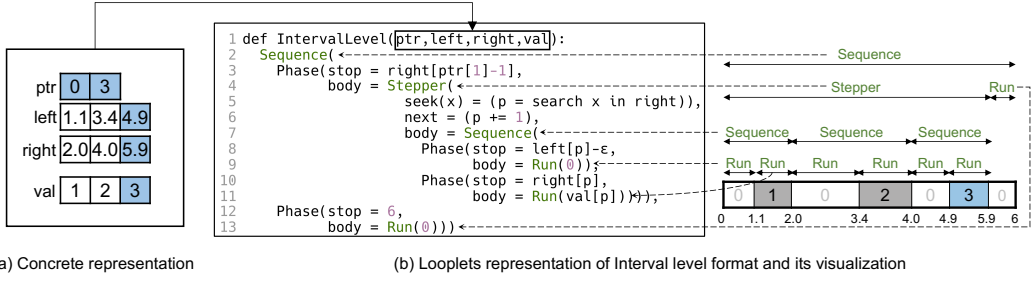 ptr 0 3
left 1.1 3.4 4.9
right 2.0 4.0 5.9
val 1 2 3
1 def IntervalLevel(ptr,left,right,val):
2 Sequence(
3 Phase(stop = right[ptr[1]-1],
4 body = Stepper(
5 seek(x) = (p = search x in right)),
6 next = (p += 1),
7 body = Sequence(
8 Phase(stop = left[p]-ε,
9 body = Run(0));
10 Phase(stop = right[p],
11 body = Run(val[p])))),
12 Phase(stop = 6,
13 body = Run(0)))
Sequence
Stepper Run
Sequence Sequence Sequence
Run Run Run Run Run Run
0 1 0 2 0 3 0
0 1.1 2.0 3.4 4.0 4.9 5.9 6
a) Concrete representation
(b) Looplets representation of Interval level format and its visualization